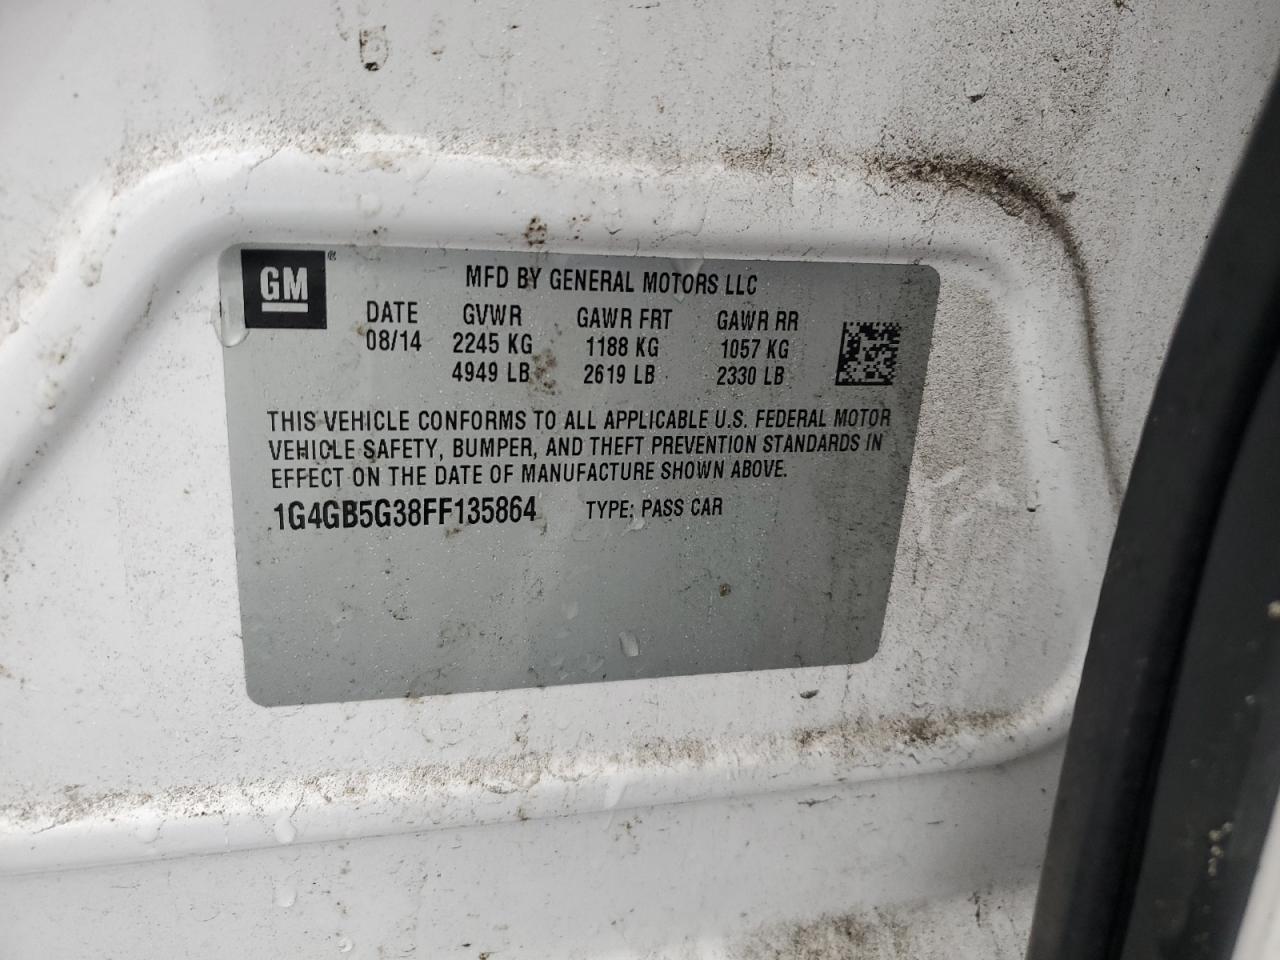 GM ®
MFD BY GENERAL MOTORS LLC
DATE GVWR GAWR FRT GAWR RR
08/14 2245 KG 1188 KG 1057 KG
4949 LB 2619 LB 2330 LB
THIS VEHICLE CONFORMS TO ALL APPLICABLE U.S. FEDERAL MOTOR
VEHICLE SAFETY, BUMPER, AND THEFT PREVENTION STANDARDS IN
EFFECT ON THE DATE OF MANUFACTURE SHOWN ABOVE.
1G4GB5G38FF135864 TYPE: PASS CAR